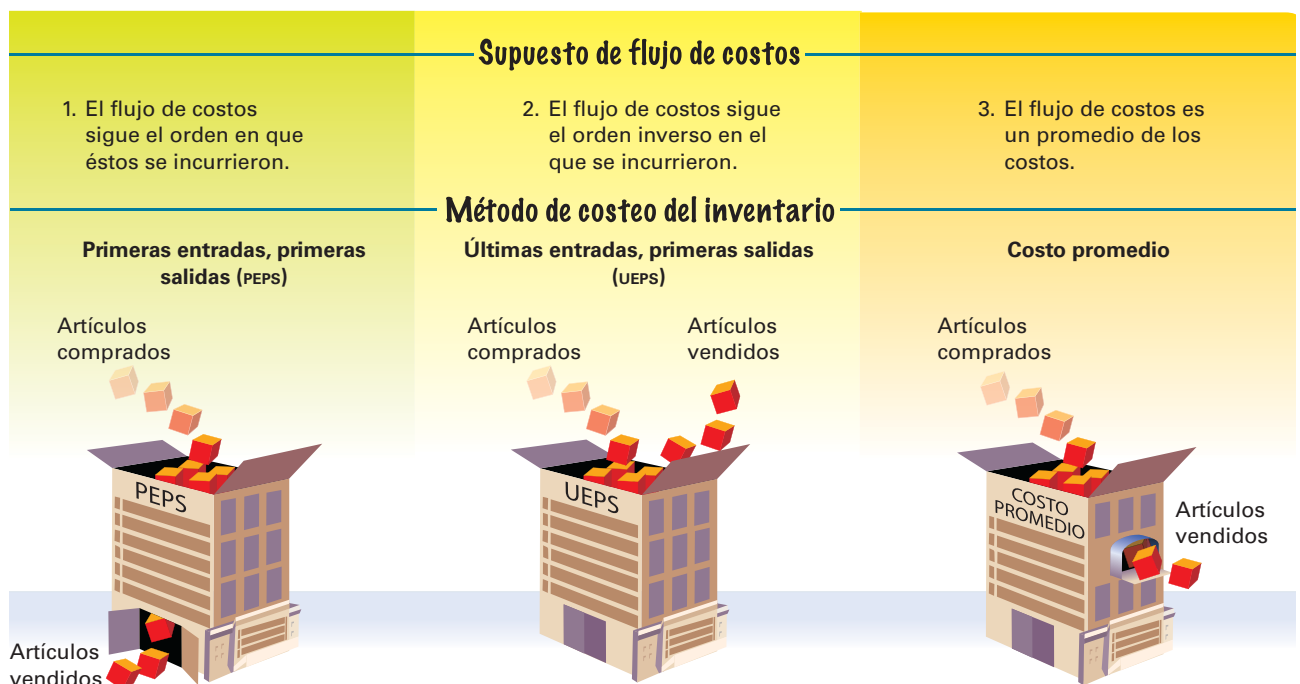 Supuesto de flujo de costos
1. El flujo de costos
sigue el orden en que
éstos se incurrieron.
2. El flujo de costos sigue
el orden inverso en el
que se incurrieron.
3. El flujo de costos es
un promedio de los
costos.
Método de costeo del inventario
Primeras entradas, primeras
salidas (PEPS)
Últimas entradas, primeras salidas
(UEPS)
Costo promedio
Artículos
comprados
PEPS
Artículos
vendidos
Artículos
comprados
Artículos
vendidos
UEPS
Artículos
comprados
COSTO
PROMEDIO
Artículos
vendidos